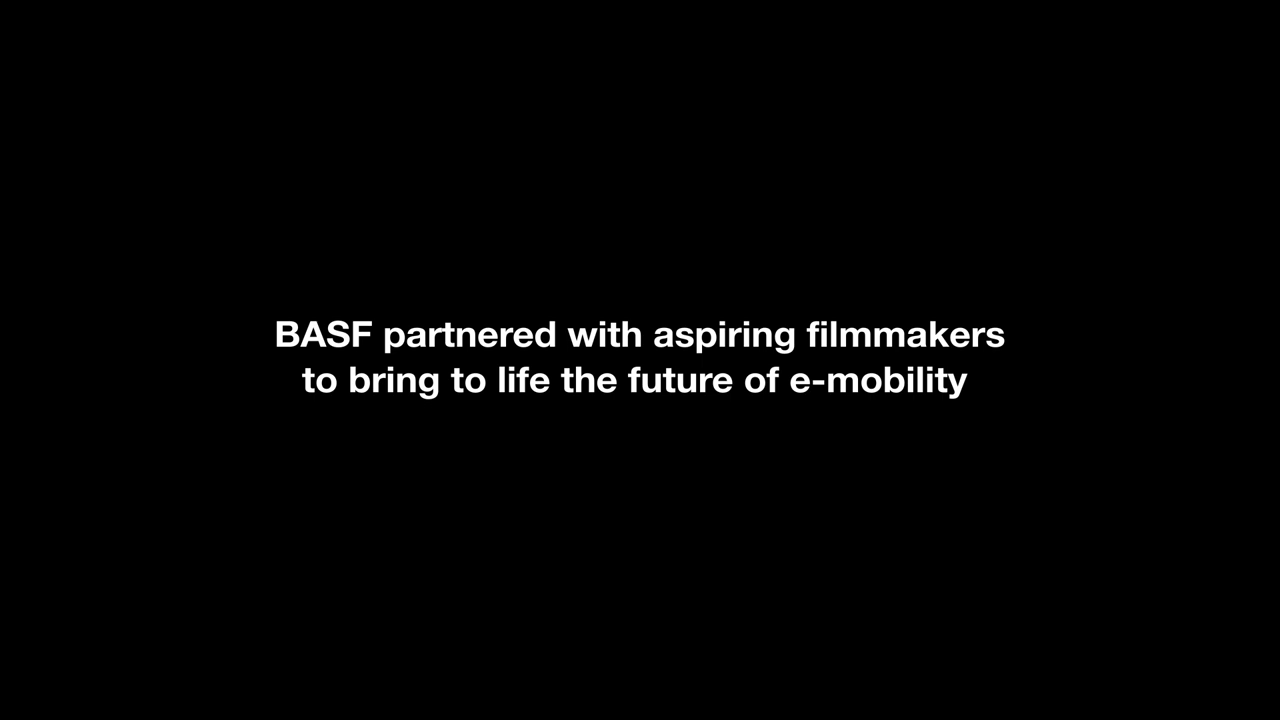 BASF partnered with aspiring filmmakers
to bring to life the future of e-mobility